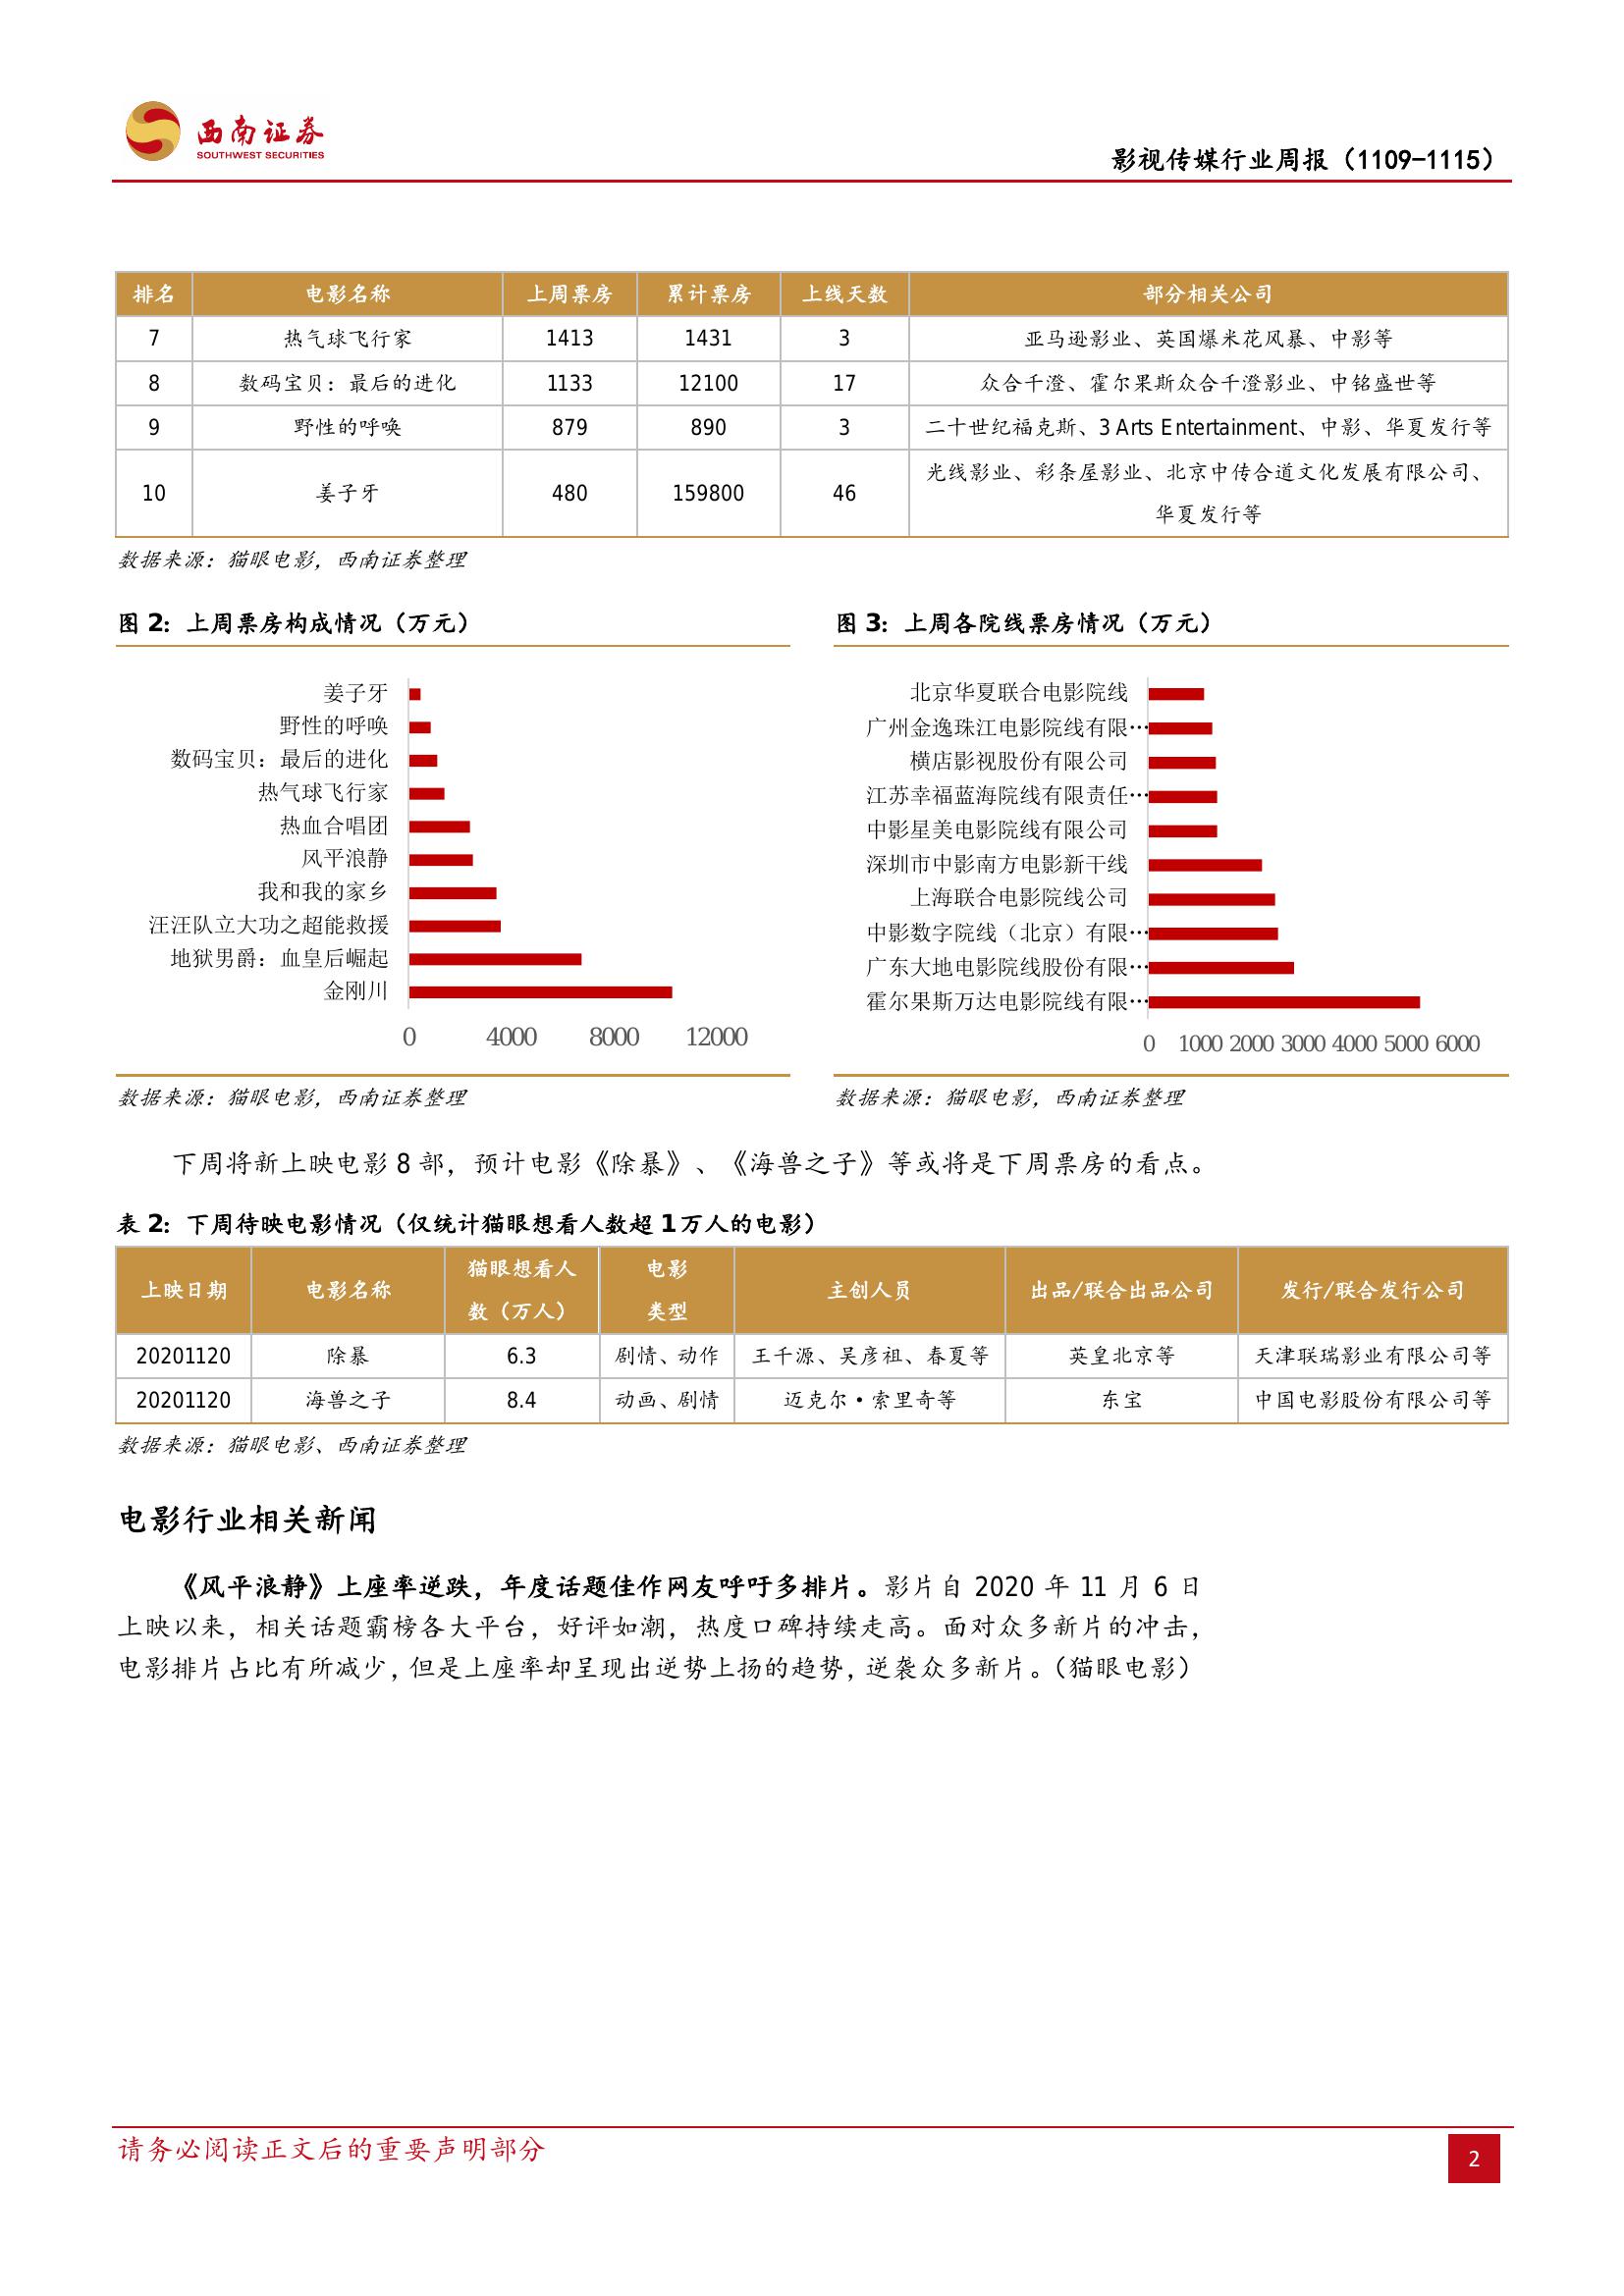 西南证券
SOUTHWEST SECURITIES
影视传媒行业周报（1109-1115）
排名 电影名称 上周票房 累计票房 上线天数 部分相关公司
7 热气球飞行家 1413 1431 3 亚马逊影业、英国爆米花风暴、中影等
8 数码宝贝：最后的进化 1133 12100 17 众合千澄、霍尔果斯众合千澄影业、中铭盛世等
9 野性的呼唤 879 890 3 二十世纪福克斯、3 Arts Entertainment、中影、华夏发行等
10 姜子牙 480 159800 46 光线影业、彩条屋影业、北京中传合道文化发展有限公司、
华夏发行等
数据来源：猫眼电影，西南证券整理
图 2：上周票房构成情况（万元）
姜子牙
野性的呼唤
数码宝贝：最后的进化
热气球飞行家
热血合唱团
风平浪静
我和我的家乡
汪汪队立大功之超能救援
地狱男爵：血皇后崛起
金刚川
0 4000 8000 12000
数据来源：猫眼电影，西南证券整理
图 3：上周各院线票房情况（万元）
北京华夏联合电影院线
广州金逸珠江电影院线有限…
横店影视股份有限公司
江苏幸福蓝海院线有限责任…
中影星美电影院线有限公司
深圳市中影南方电影新干线
上海联合电影院线公司
中影数字院线（北京）有限…
广东大地电影院线股份有限…
霍尔果斯万达电影院线有限…
0 1000 2000 3000 4000 5000 6000
数据来源：猫眼电影，西南证券整理
下周将新上映电影 8 部，预计电影《除暴》、《海兽之子》等或将是下周票房的看点。
表 2：下周待映电影情况（仅统计猫眼想看人数超 1 万人的电影）
上映日期 电影名称 猫眼想看人数（万人） 电影类型 主创人员 出品/联合出品公司 发行/联合发行公司
20201120 除暴 6.3 剧情、动作 王千源、吴彦祖、春夏等 英皇北京等 天津联瑞影业有限公司等
20201120 海兽之子 8.4 动画、剧情 迈克尔·索里奇等 东宝 中国电影股份有限公司等
数据来源：猫眼电影、西南证券整理
电影行业相关新闻
《风平浪静》上座率逆跌，年度话题佳作网友呼吁多排片。影片自 2020 年 11 月 6 日
上映以来，相关话题霸榜各大平台，好评如潮，热度口碑持续走高。面对众多新片的冲击，
电影排片占比有所减少，但是上座率却呈现出逆势上扬的趋势，逆袭众多新片。（猫眼电影）
请务必阅读正文后的重要声明部分
2